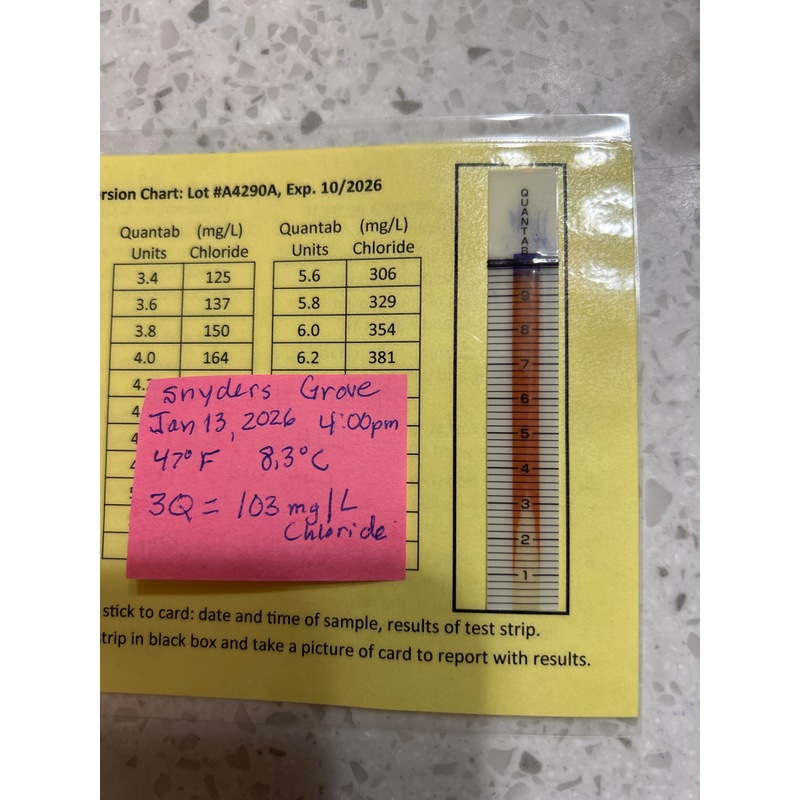 rsion Chart: Lot #A4290A, Exp. 10/2026
Quantab Units (mg/L) Chloride Quantab Units (mg/L) Chloride
3.4 125 5.6 306
3.6 137 5.8 329
3.8 150 6.0 354
4.0 164 6.2 381
4.
4
4
snyders Grove
Jan 13, 2026 4:00pm
47°F 8,3°C
3Q = 103 mg/L
Chloride
stick to card: date and time of sample, results of test strip.
trip in black box and take a picture of card to report with results.
QUANTAB
9
8
7
6
5
4
3
2
1